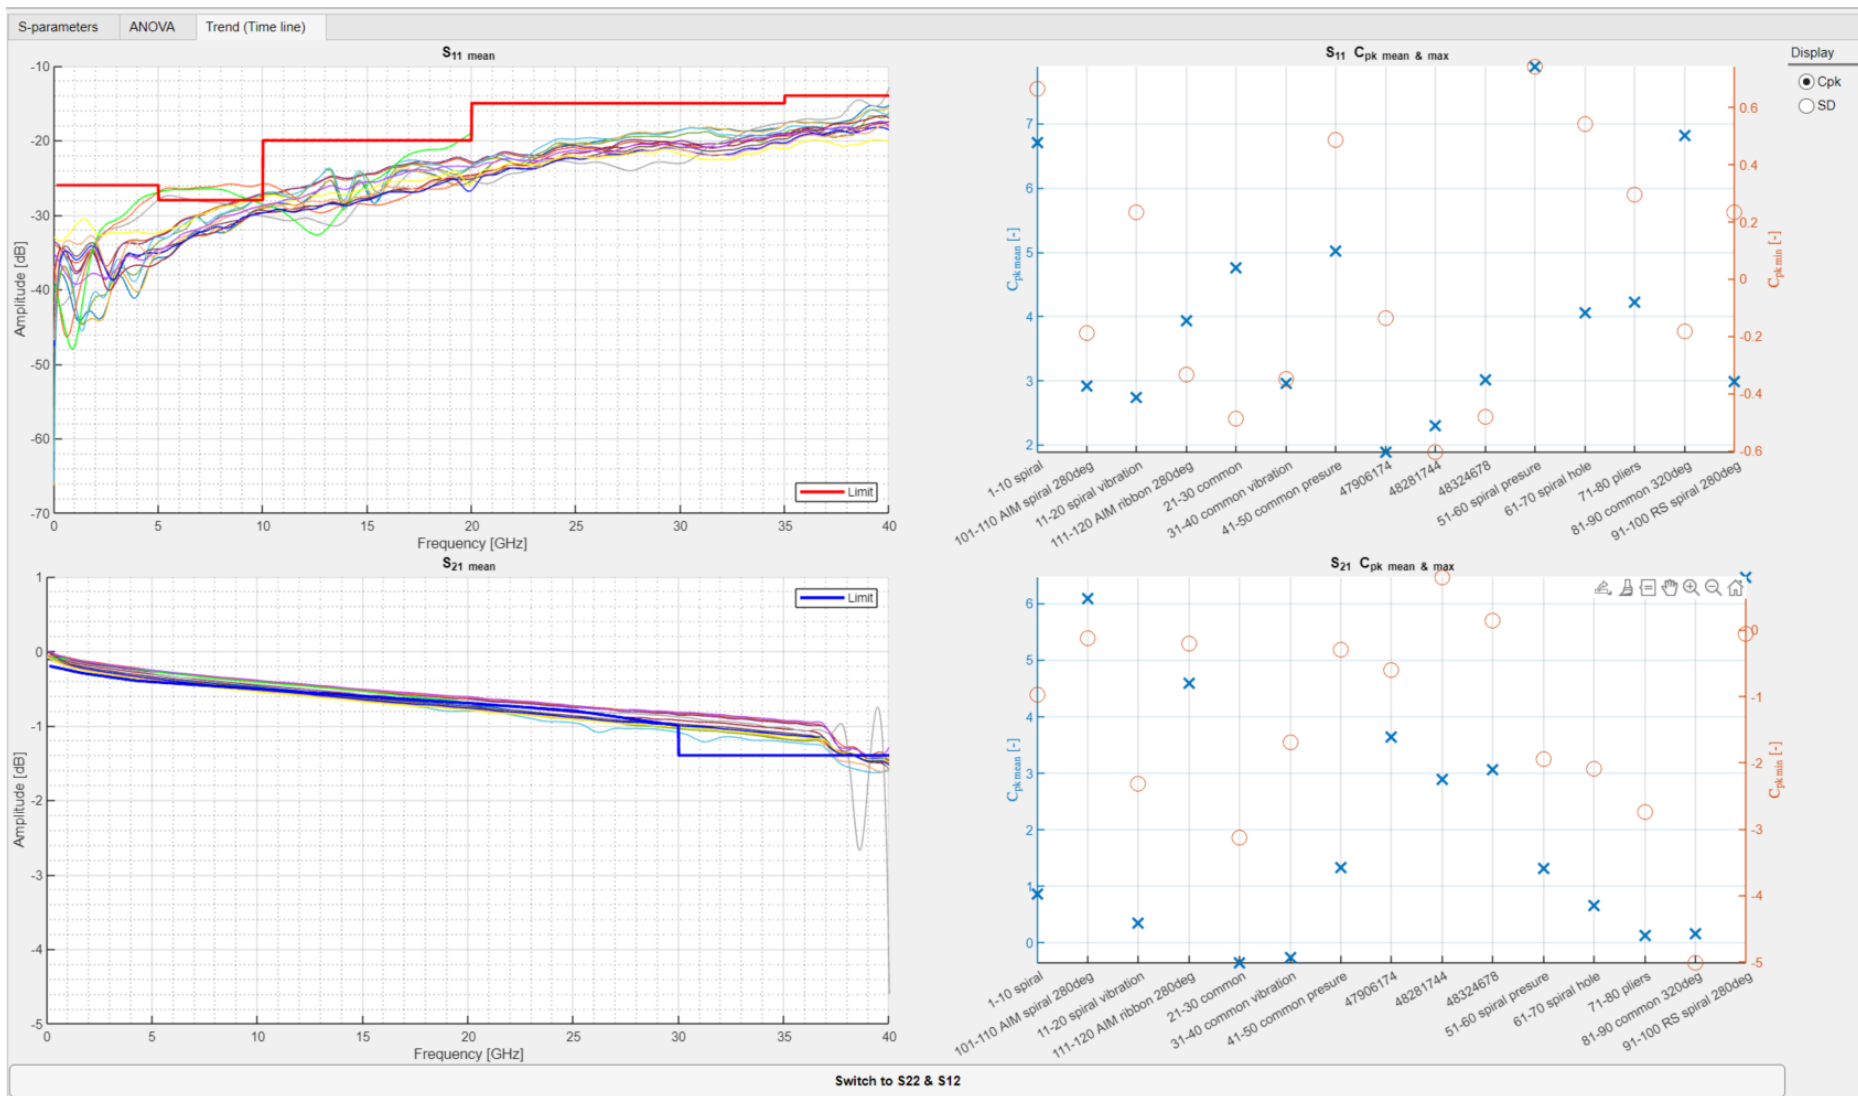 S-parameters
ANOVA
Trend (Time line)
S11 mean
-10
-20
-30
-40
-50
-60
-70
Amplitude [dB]
0
5
10
15
20
25
30
35
40
Frequency [GHz]
Limit
S11 Cpk mean & max
7
6
5
4
3
2
Cpk mean [-]
0.6
0.4
0.2
0
-0.2
-0.4
-0.6
Cpk min [-]
1-10 spiral
101-110 AIM spiral 280deg
11-20 spiral vibration
111-120 AIM ribbon 280deg
21-30 common
31-40 common vibration
41-50 common presure
47906174
48281744
48324678
51-60 spiral presure
61-70 spiral hole
71-80 pliers
81-90 common 320deg
91-100 RS spiral 280deg
Display
Cpk
SD
S21 mean
1
0
-1
-2
-3
-4
-5
Amplitude [dB]
0
5
10
15
20
25
30
35
40
Frequency [GHz]
Limit
S21 Cpk mean & max
6
5
4
3
2
1
0
Cpk mean [-]
0
-1
-2
-3
-4
-5
Cpk min [-]
1-10 spiral
101-110 AIM spiral 280deg
11-20 spiral vibration
111-120 AIM ribbon 280deg
21-30 common
31-40 common vibration
41-50 common presure
47906174
48281744
48324678
51-60 spiral presure
61-70 spiral hole
71-80 pliers
81-90 common 320deg
91-100 RS spiral 280deg
Switch to S22 & S12